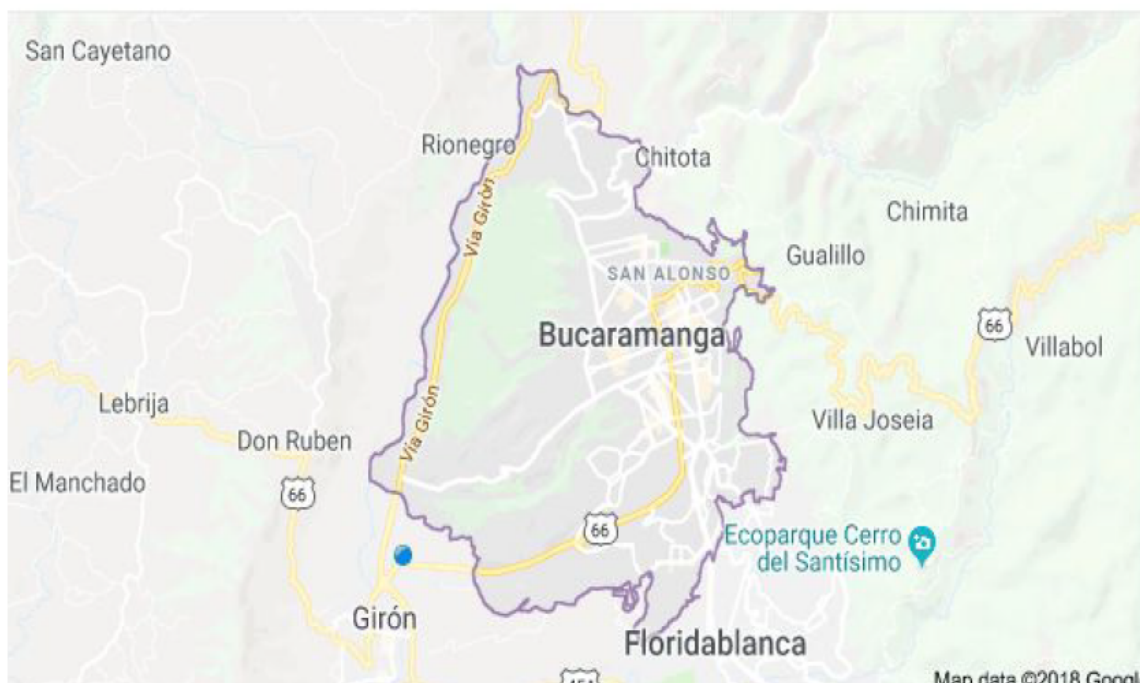 San Cayetano
Rionegro
Chitota
Vía Girón
Chimita
Gualillo
SAN ALONSO
Bucaramanga
66
Villabol
Vía Girón
Lebrija
Don Ruben
Villa Joseia
El Manchado
66
66
Ecoparque Cerro
del Santísimo
Girón
Floridablanca
Map data ©2018 Googl